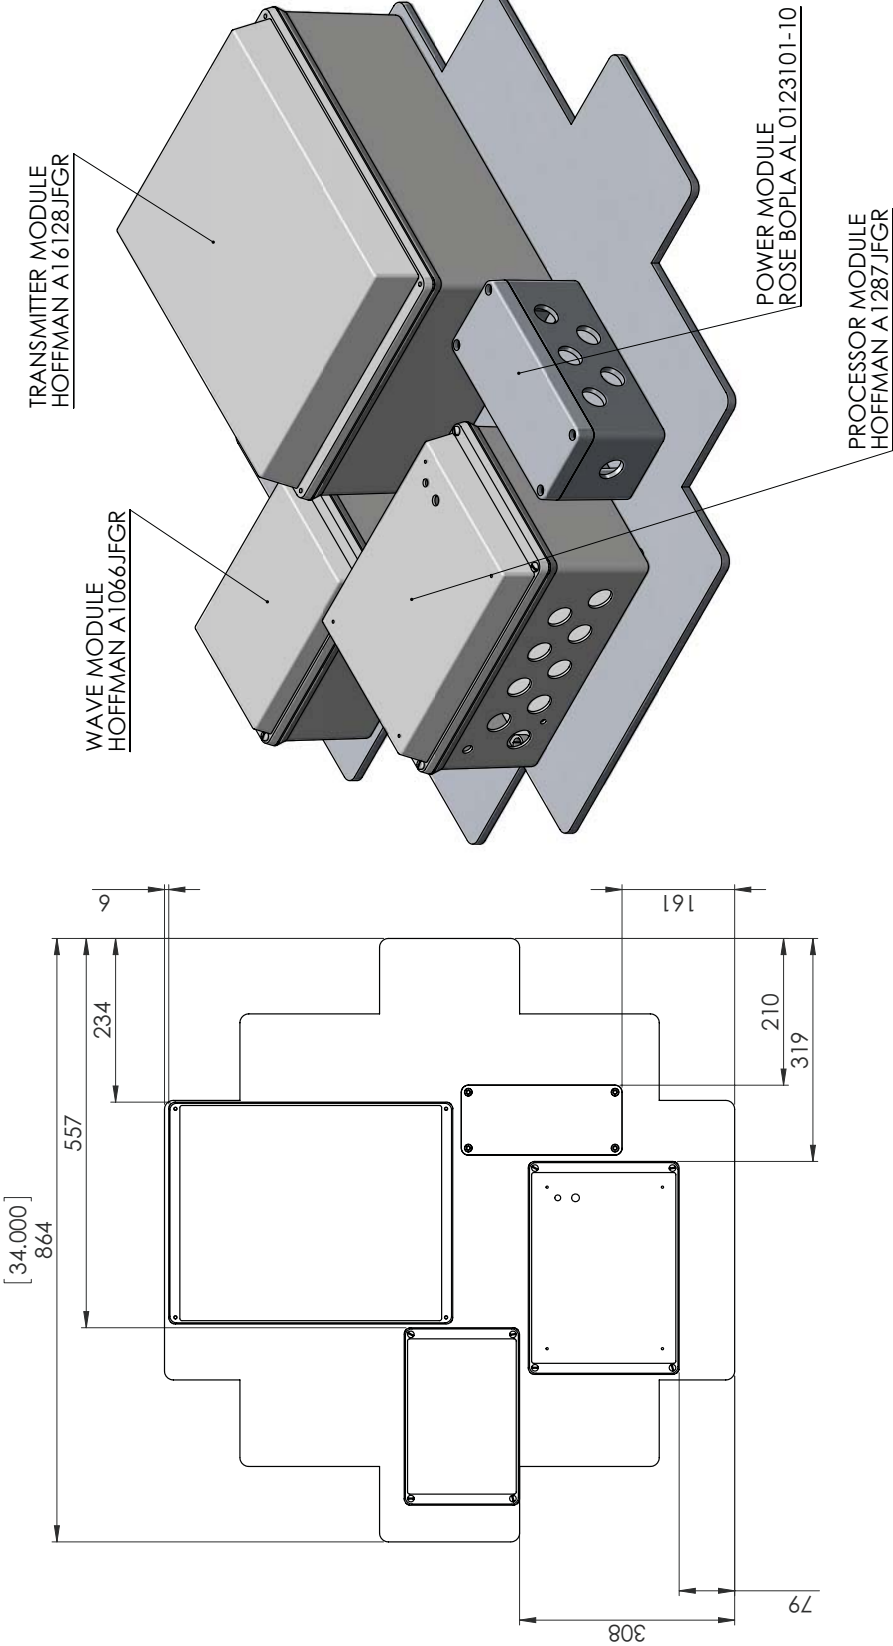 TRANSMITTER MODULE
HOFFMAN A16128JFGR
WAVE MODULE
HOFFMAN A1066JFGR
POWER MODULE
ROSE BOPLA AL 0123101-10
PROCESSOR MODULE
HOFFMAN A1287JFGR
[34.000]
864
557
234
6
161
210
319
308
79